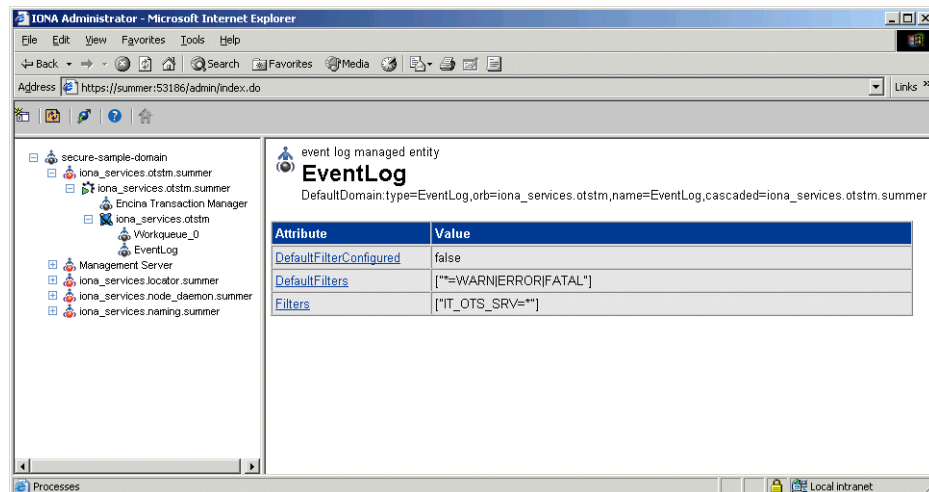 IONA Administrator - Microsoft Internet Explorer
File Edit View Favorites Tools Help
Back Search Favorites Media
Address https://summer:53186/admin/index.do Links »
secure-sample-domain
iona_services.otstm.summer
iona_services.otstm.summer
Encina Transaction Manager
iona_services.otstm
Workqueue_0
EventLog
Management Server
iona_services.locator.summer
iona_services.node_daemon.summer
iona_services.naming.summer
event log managed entity
EventLog
DefaultDomain:type=EventLog,orb=iona_services.otstm,name=EventLog,cascaded=iona_services.otstm.summer
Attribute Value
DefaultFilterConfigured false
DefaultFilters ["*=WARN|ERROR|FATAL"]
Filters ["IT_OTS_SRV=*"]
Processes Local intranet